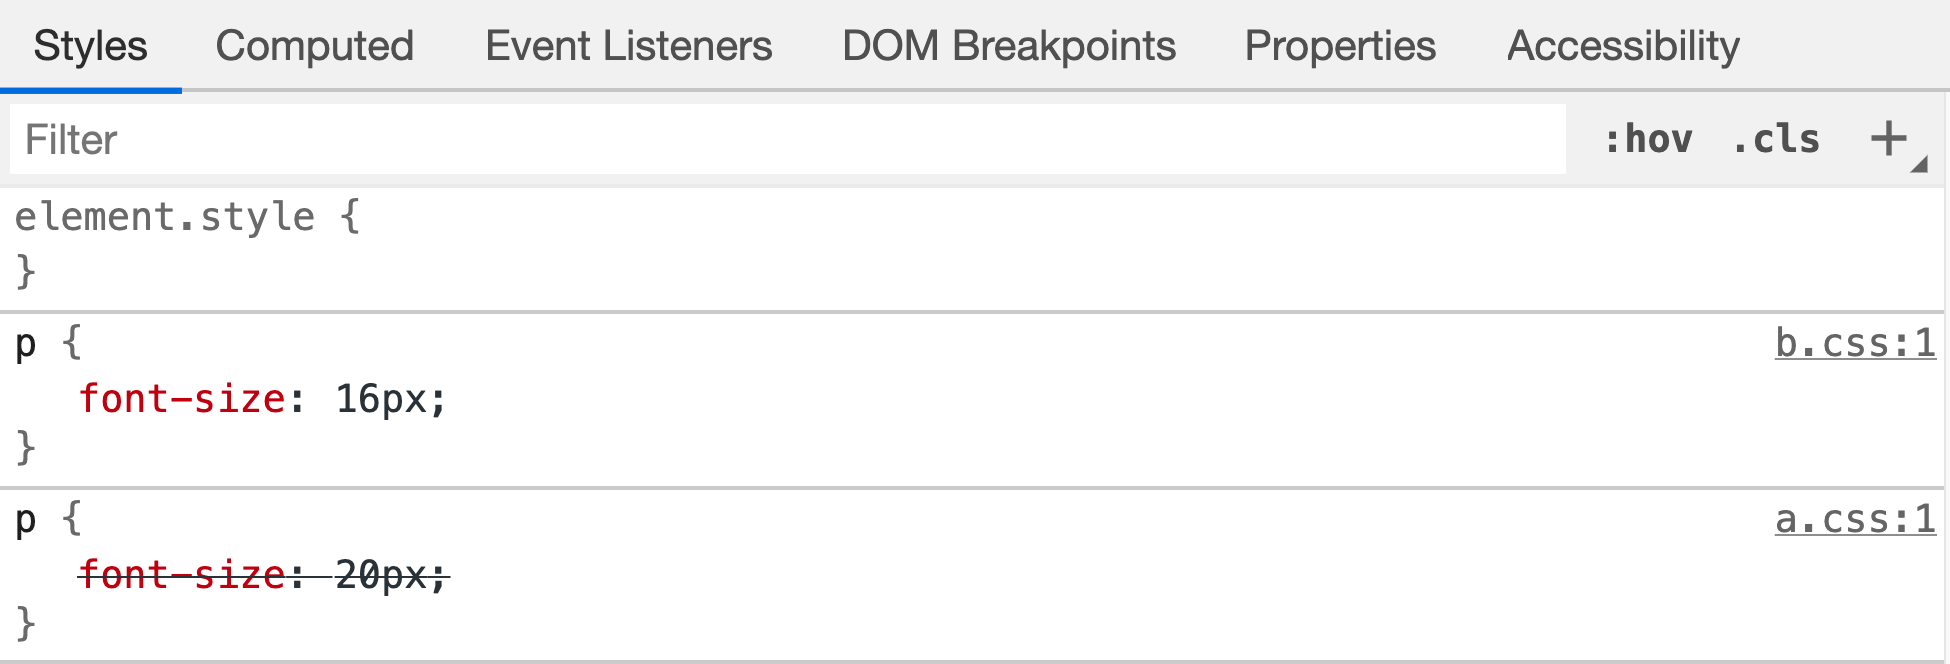 Styles Computed Event Listeners DOM Breakpoints Properties Accessibility
Filter :hov .cls +
element.style {
}
p { b.css:1
font-size: 16px;
}
p { a.css:1
font-size: 20px;
}